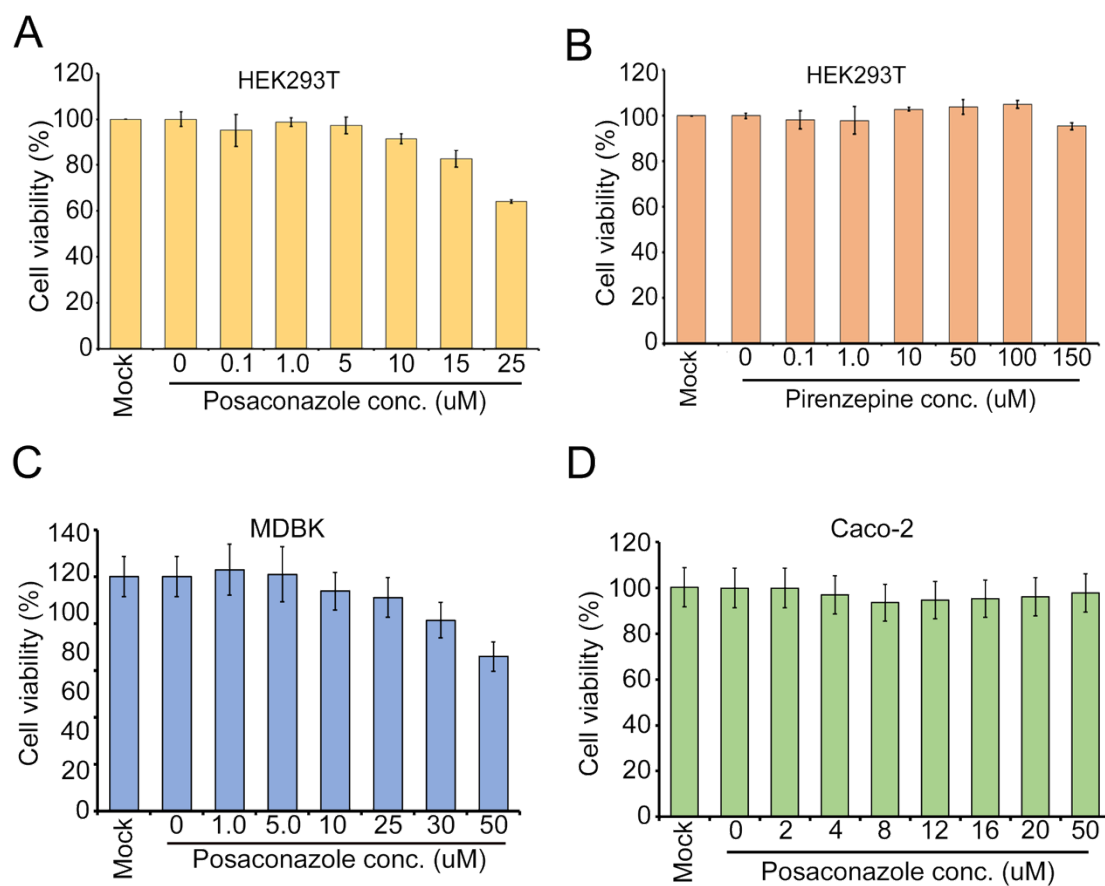 A
HEK293T
Cell viability (%)
120
100
80
60
40
20
0
Mock
0 0.1 1.0 5 10 15 25
Posaconazole conc. (uM)
B
HEK293T
Cell viability (%)
120
100
80
60
40
20
0
Mock
0 0.1 1.0 10 50 100 150
Pirenzepine conc. (uM)
C
MDBK
Cell viability (%)
140
120
100
80
60
40
20
0
Mock
0 1.0 5.0 10 25 30 50
Posaconazole conc. (uM)
D
Caco-2
Cell viability (%)
120
100
80
60
40
20
0
Mock
0 2 4 8 12 16 20 50
Posaconazole conc. (uM)